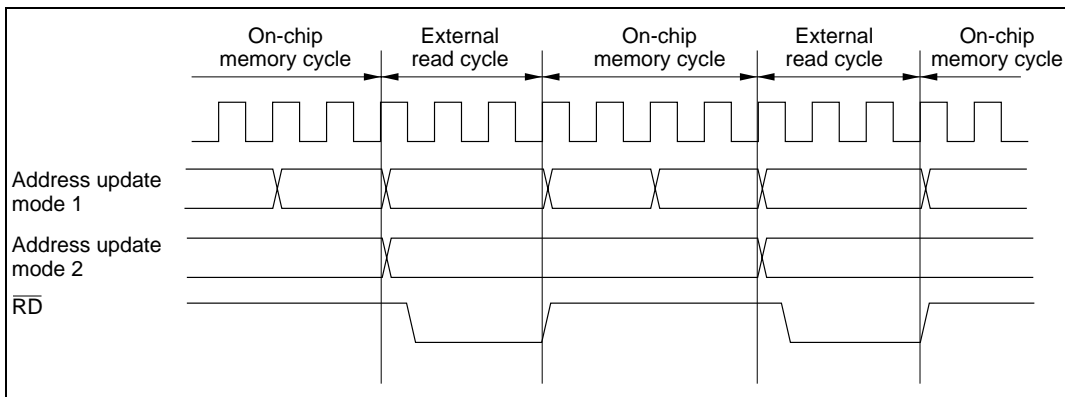 On-chip
memory cycle
External
read cycle
On-chip
memory cycle
External
read cycle
On-chip
memory cycle
Address update
mode 1
Address update
mode 2
R̅D̅